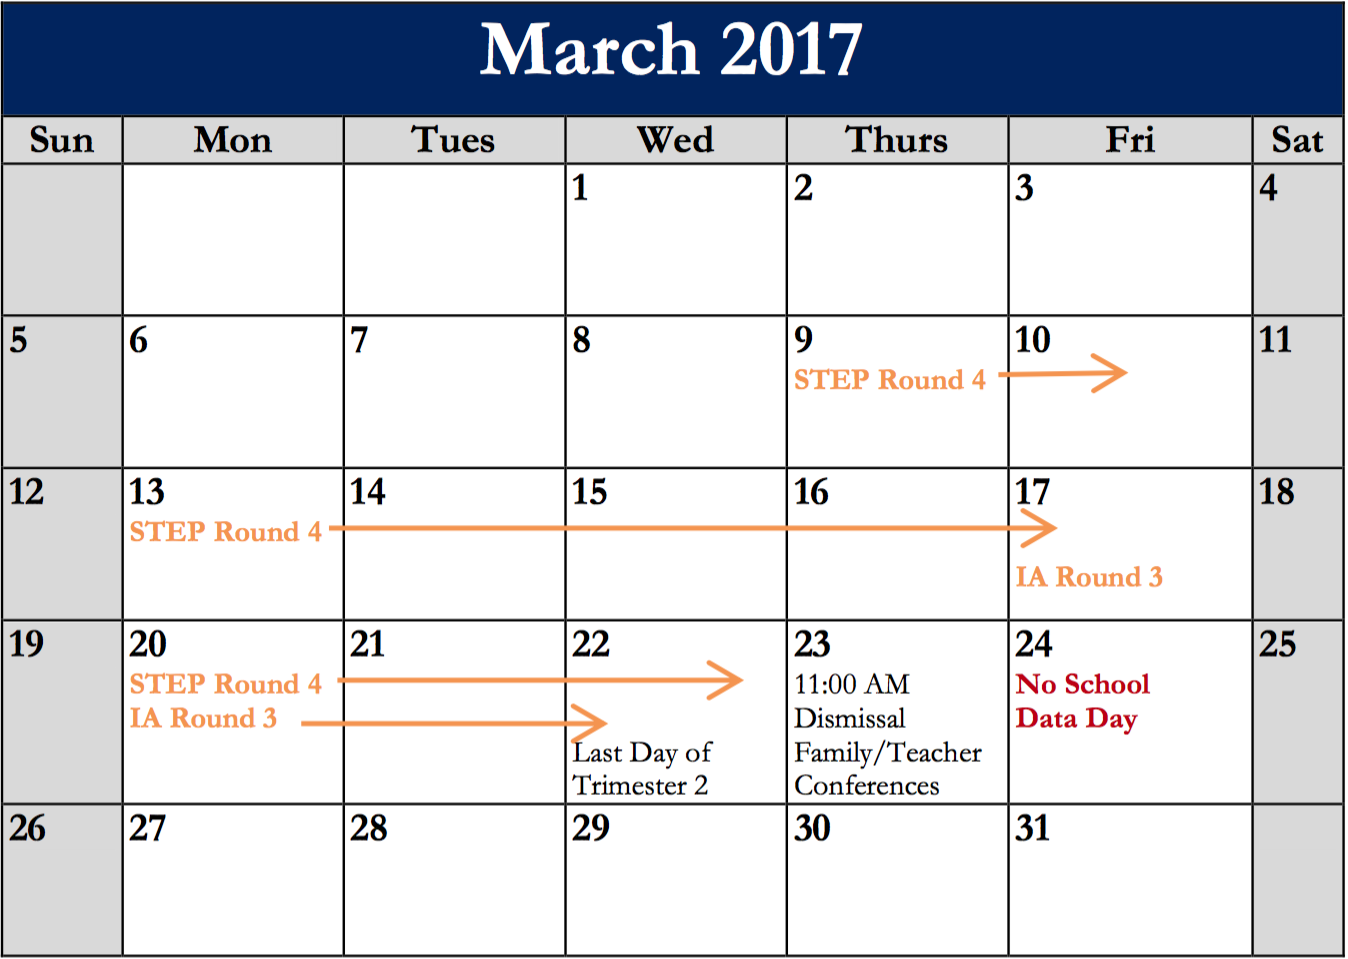 March 2017
Sun Mon Tues Wed Thurs Fri Sat
1 2 3 4
5 6 7 8 9 10 11
STEP Round 4
12 13 14 15 16 17 18
STEP Round 4
IA Round 3
19 20 21 22 23 24 25
STEP Round 4 11:00 AM No School
IA Round 3 Dismissal Data Day
Last Day of Family/Teacher
Trimester 2 Conferences
26 27 28 29 30 31